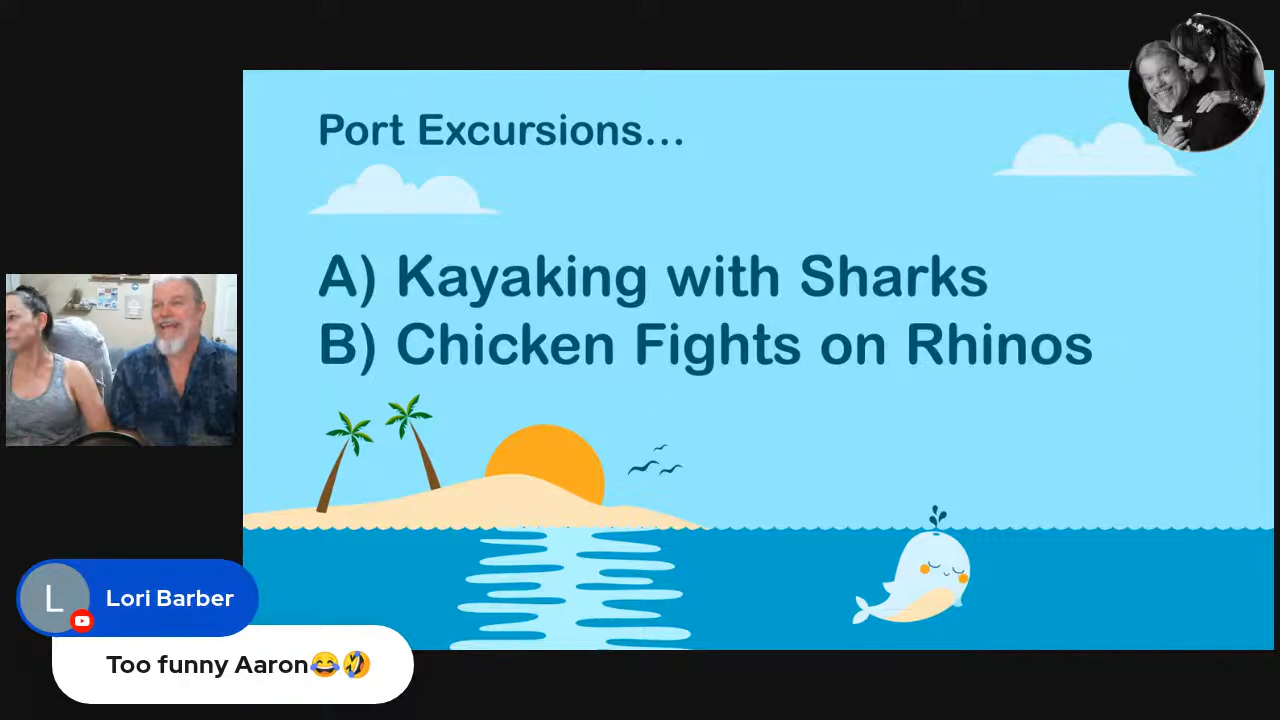 Port Excursions...
A) Kayaking with Sharks
B) Chicken Fights on Rhinos
L
Lori Barber
Too funny Aaron😂🤣